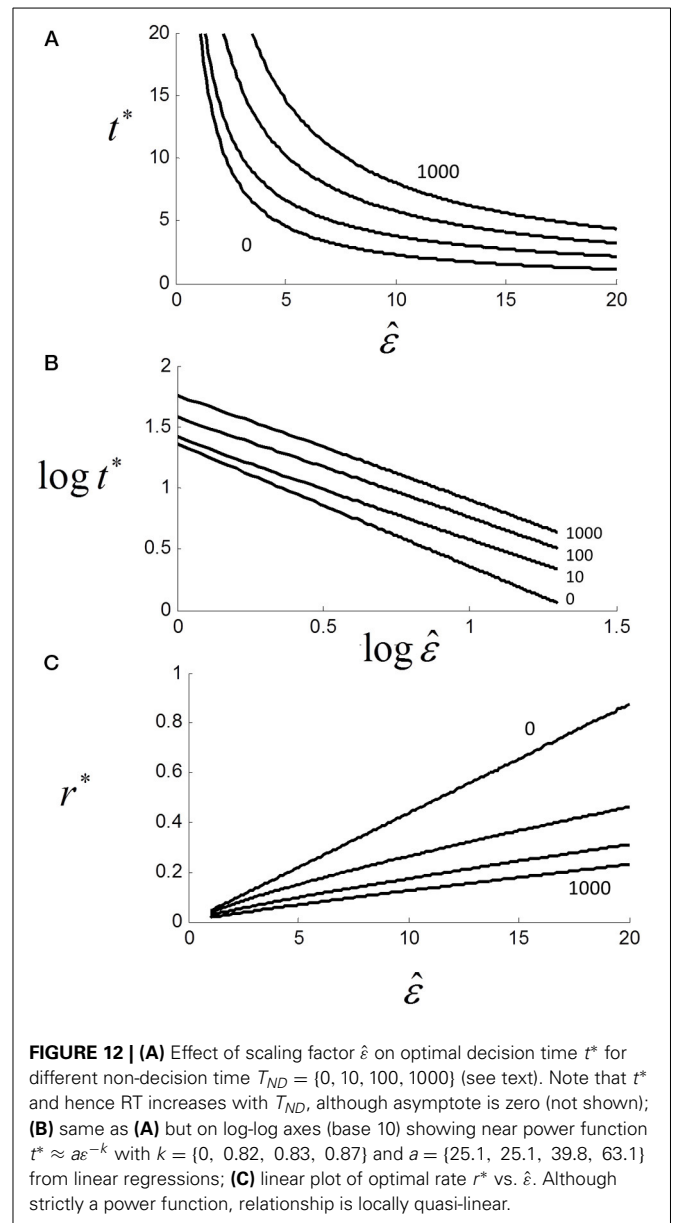 A
20
15
10
5
0
t*
1000
0
0 5 10 15 20
ε̂
B
2
1.5
1
0.5
0
log t*
1000
100
10
0
0 0.5 1 1.5
log ε̂
C
1
0.8
0.6
0.4
0.2
0
r*
0
1000
0 5 10 15 20
ε̂
FIGURE 12 | (A) Effect of scaling factor ε̂ on optimal decision time t* for
different non-decision time T_ND = {0, 10, 100, 1000} (see text). Note that t*
and hence RT increases with T_ND, although asymptote is zero (not shown);
(B) same as (A) but on log-log axes (base 10) showing near power function
t* ≈ aε^−k with k = {0, 0.82, 0.83, 0.87} and a = {25.1, 25.1, 39.8, 63.1}
from linear regressions; (C) linear plot of optimal rate r* vs. ε̂. Although
strictly a power function, relationship is locally quasi-linear.